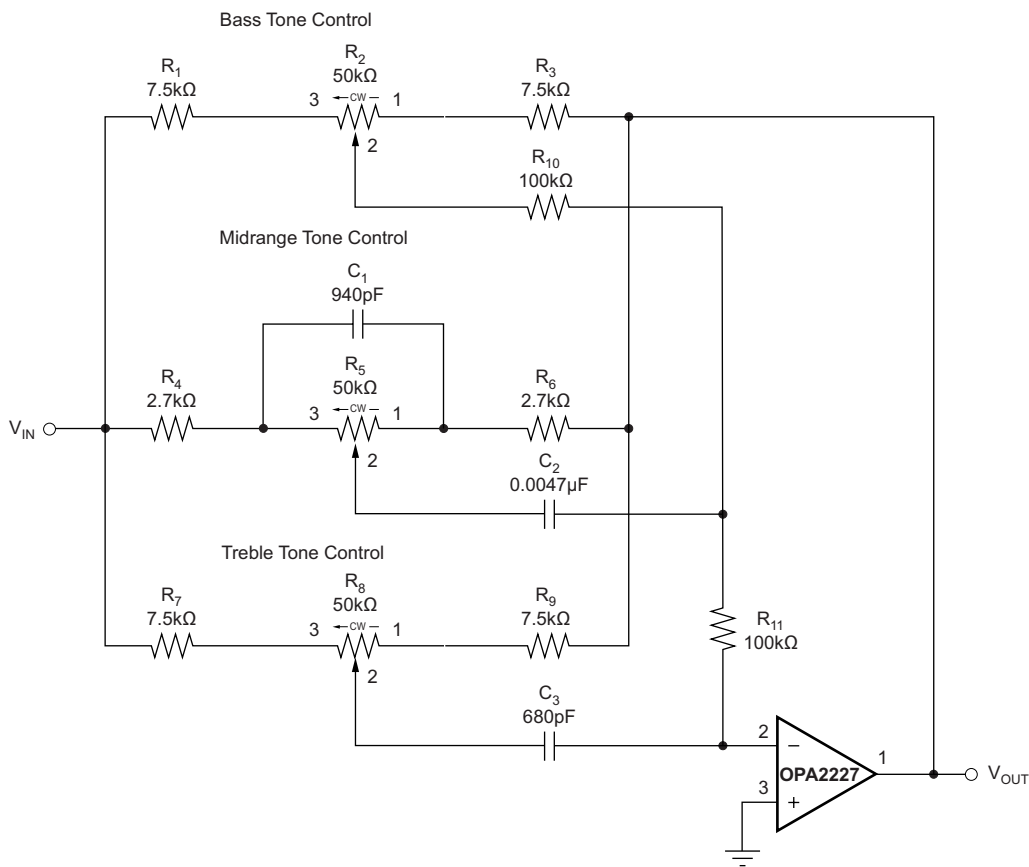 Bass Tone Control
R1
7.5kΩ
R2
50kΩ
R3
7.5kΩ
3
CW
1
2
R10
100kΩ
Midrange Tone Control
C1
940pF
R4
2.7kΩ
R5
50kΩ
R6
2.7kΩ
3
CW
1
2
VIN
C2
0.0047µF
Treble Tone Control
R7
7.5kΩ
R8
50kΩ
R9
7.5kΩ
3
CW
1
2
R11
100kΩ
C3
680pF
2
−
OPA2227
1
3
+
VOUT